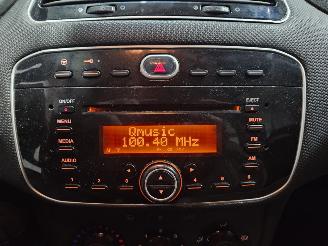 ON/OFF
EJECT
MENU
MUTE
Qmusic
100.40 MHz
MEDIA
FM
AUDIO
AM